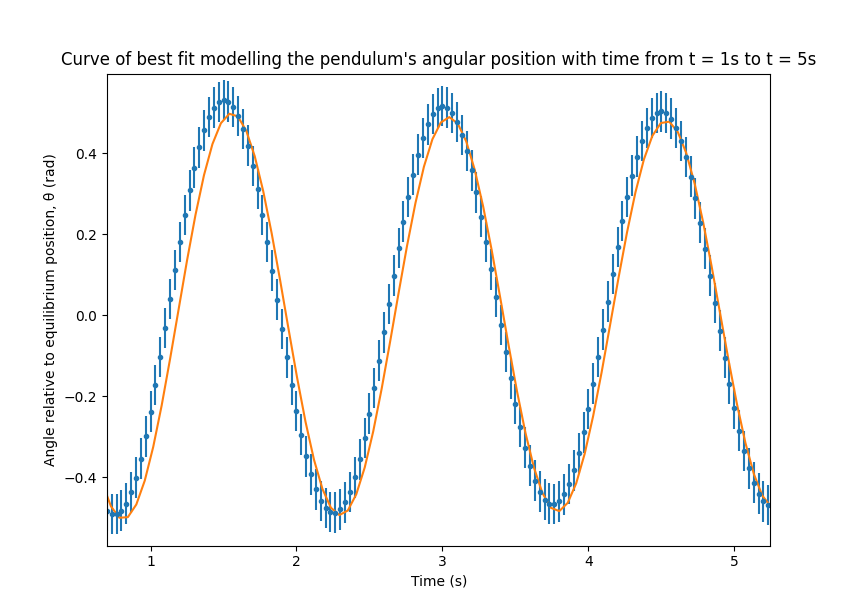 Curve of best fit modelling the pendulum's angular position with time from t = 1s to t = 5s
Angle relative to equilibrium position, θ (rad)
0.4
0.2
0.0
−0.2
−0.4
1 2 3 4 5
Time (s)